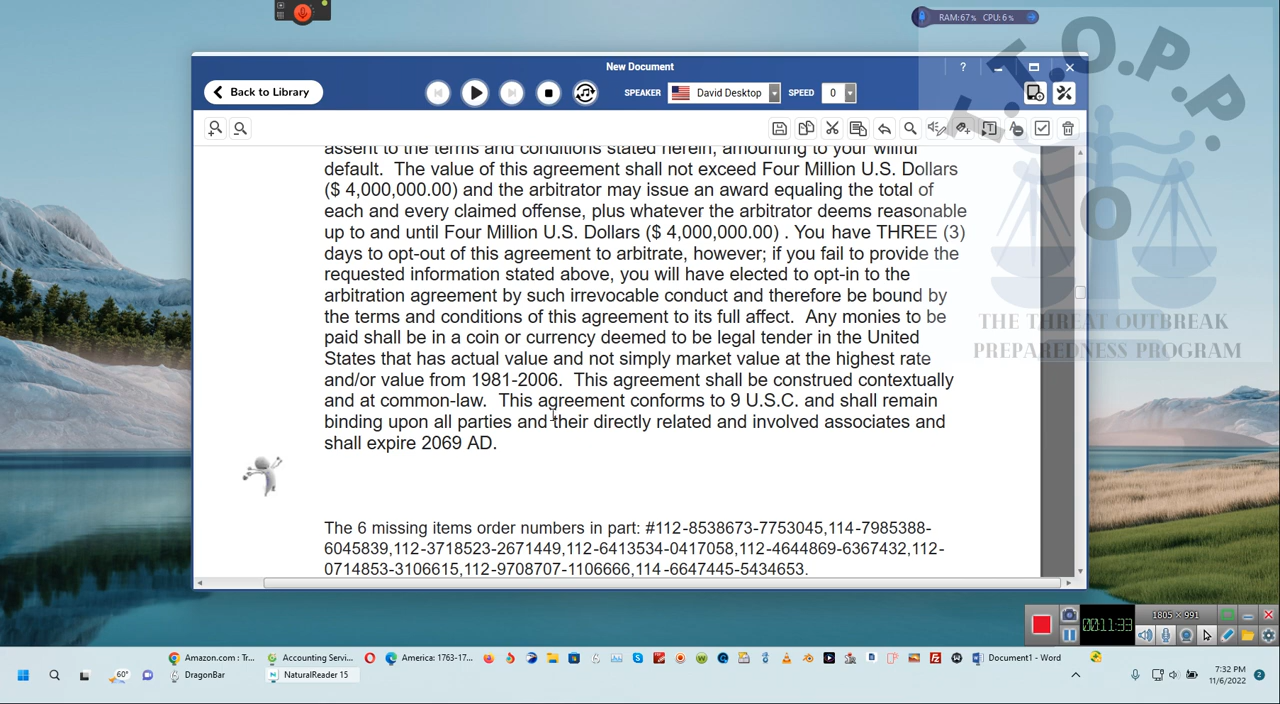 RAM:67% CPU: 6%
T.T.O.P.P.
New Document
?
Back to Library
SPEAKER
David Desktop
SPEED
0
assent to the terms and conditions stated herein, amounting to your willful
default. The value of this agreement shall not exceed Four Million U.S. Dollars
($ 4,000,000.00) and the arbitrator may issue an award equaling the total of
each and every claimed offense, plus whatever the arbitrator deems reasonable
up to and until Four Million U.S. Dollars ($ 4,000,000.00) . You have THREE (3)
days to opt-out of this agreement to arbitrate, however; if you fail to provide the
requested information stated above, you will have elected to opt-in to the
arbitration agreement by such irrevocable conduct and therefore be bound by
the terms and conditions of this agreement to its full affect. Any monies to be
paid shall be in a coin or currency deemed to be legal tender in the United
States that has actual value and not simply market value at the highest rate
and/or value from 1981-2006. This agreement shall be construed contextually
and at common-law. This agreement conforms to 9 U.S.C. and shall remain
binding upon all parties and their directly related and involved associates and
shall expire 2069 AD.
THE THREAT OUTBREAK
PREPAREDNESS PROGRAM
The 6 missing items order numbers in part: #112-8538673-7753045,114-7985388-
6045839,112-3718523-2671449,112-6413534-0417058,112-4644869-6367432,112-
0714853-3106615,112-9708707-1106666,114-6647445-5434653.
1805 × 991
00:11:33
Amazon.com : Tr...
Accounting Servi...
America: 1763-17...
Document1 - Word
60°
DragonBar
NaturalReader 15
7:32 PM
11/6/2022
2